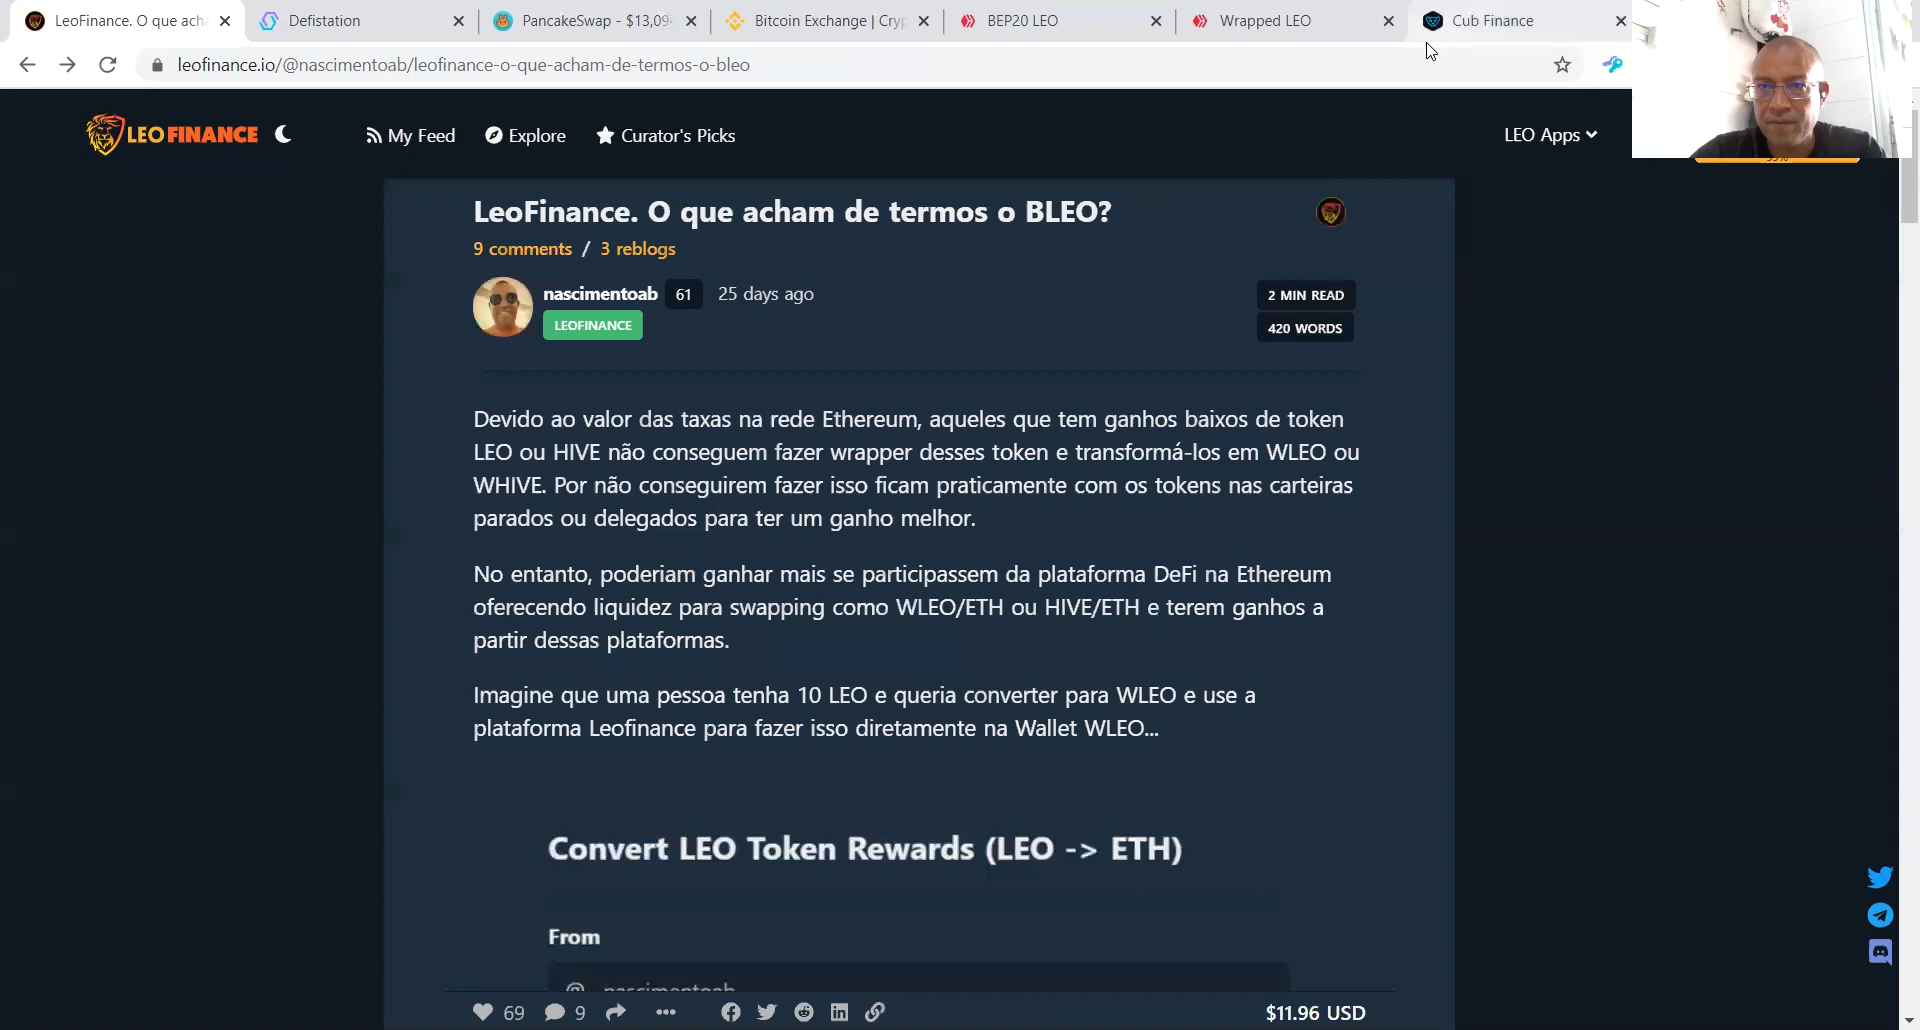 LeoFinance. O que ach
Defistation
PancakeSwap - $13,09
Bitcoin Exchange | Cryp
BEP20 LEO
Wrapped LEO
Cub Finance
leofinance.io/@nascimentoab/leofinance-o-que-acham-de-termos-o-bleo
LEOFINANCE
My Feed
Explore
Curator's Picks
LEO Apps
LeoFinance. O que acham de termos o BLEO?
9 comments / 3 reblogs
nascimentoab 61 25 days ago
LEOFINANCE
2 MIN READ
420 WORDS
Devido ao valor das taxas na rede Ethereum, aqueles que tem ganhos baixos de token
LEO ou HIVE não conseguem fazer wrapper desses token e transformá-los em WLEO ou
WHIVE. Por não conseguirem fazer isso ficam praticamente com os tokens nas carteiras
parados ou delegados para ter um ganho melhor.
No entanto, poderiam ganhar mais se participassem da plataforma DeFi na Ethereum
oferecendo liquidez para swapping como WLEO/ETH ou HIVE/ETH e terem ganhos a
partir dessas plataformas.
Imagine que uma pessoa tenha 10 LEO e queria converter para WLEO e use a
plataforma Leofinance para fazer isso diretamente na Wallet WLEO...
Convert LEO Token Rewards (LEO -> ETH)
From
@ nascimentoab
69
9
$11.96 USD